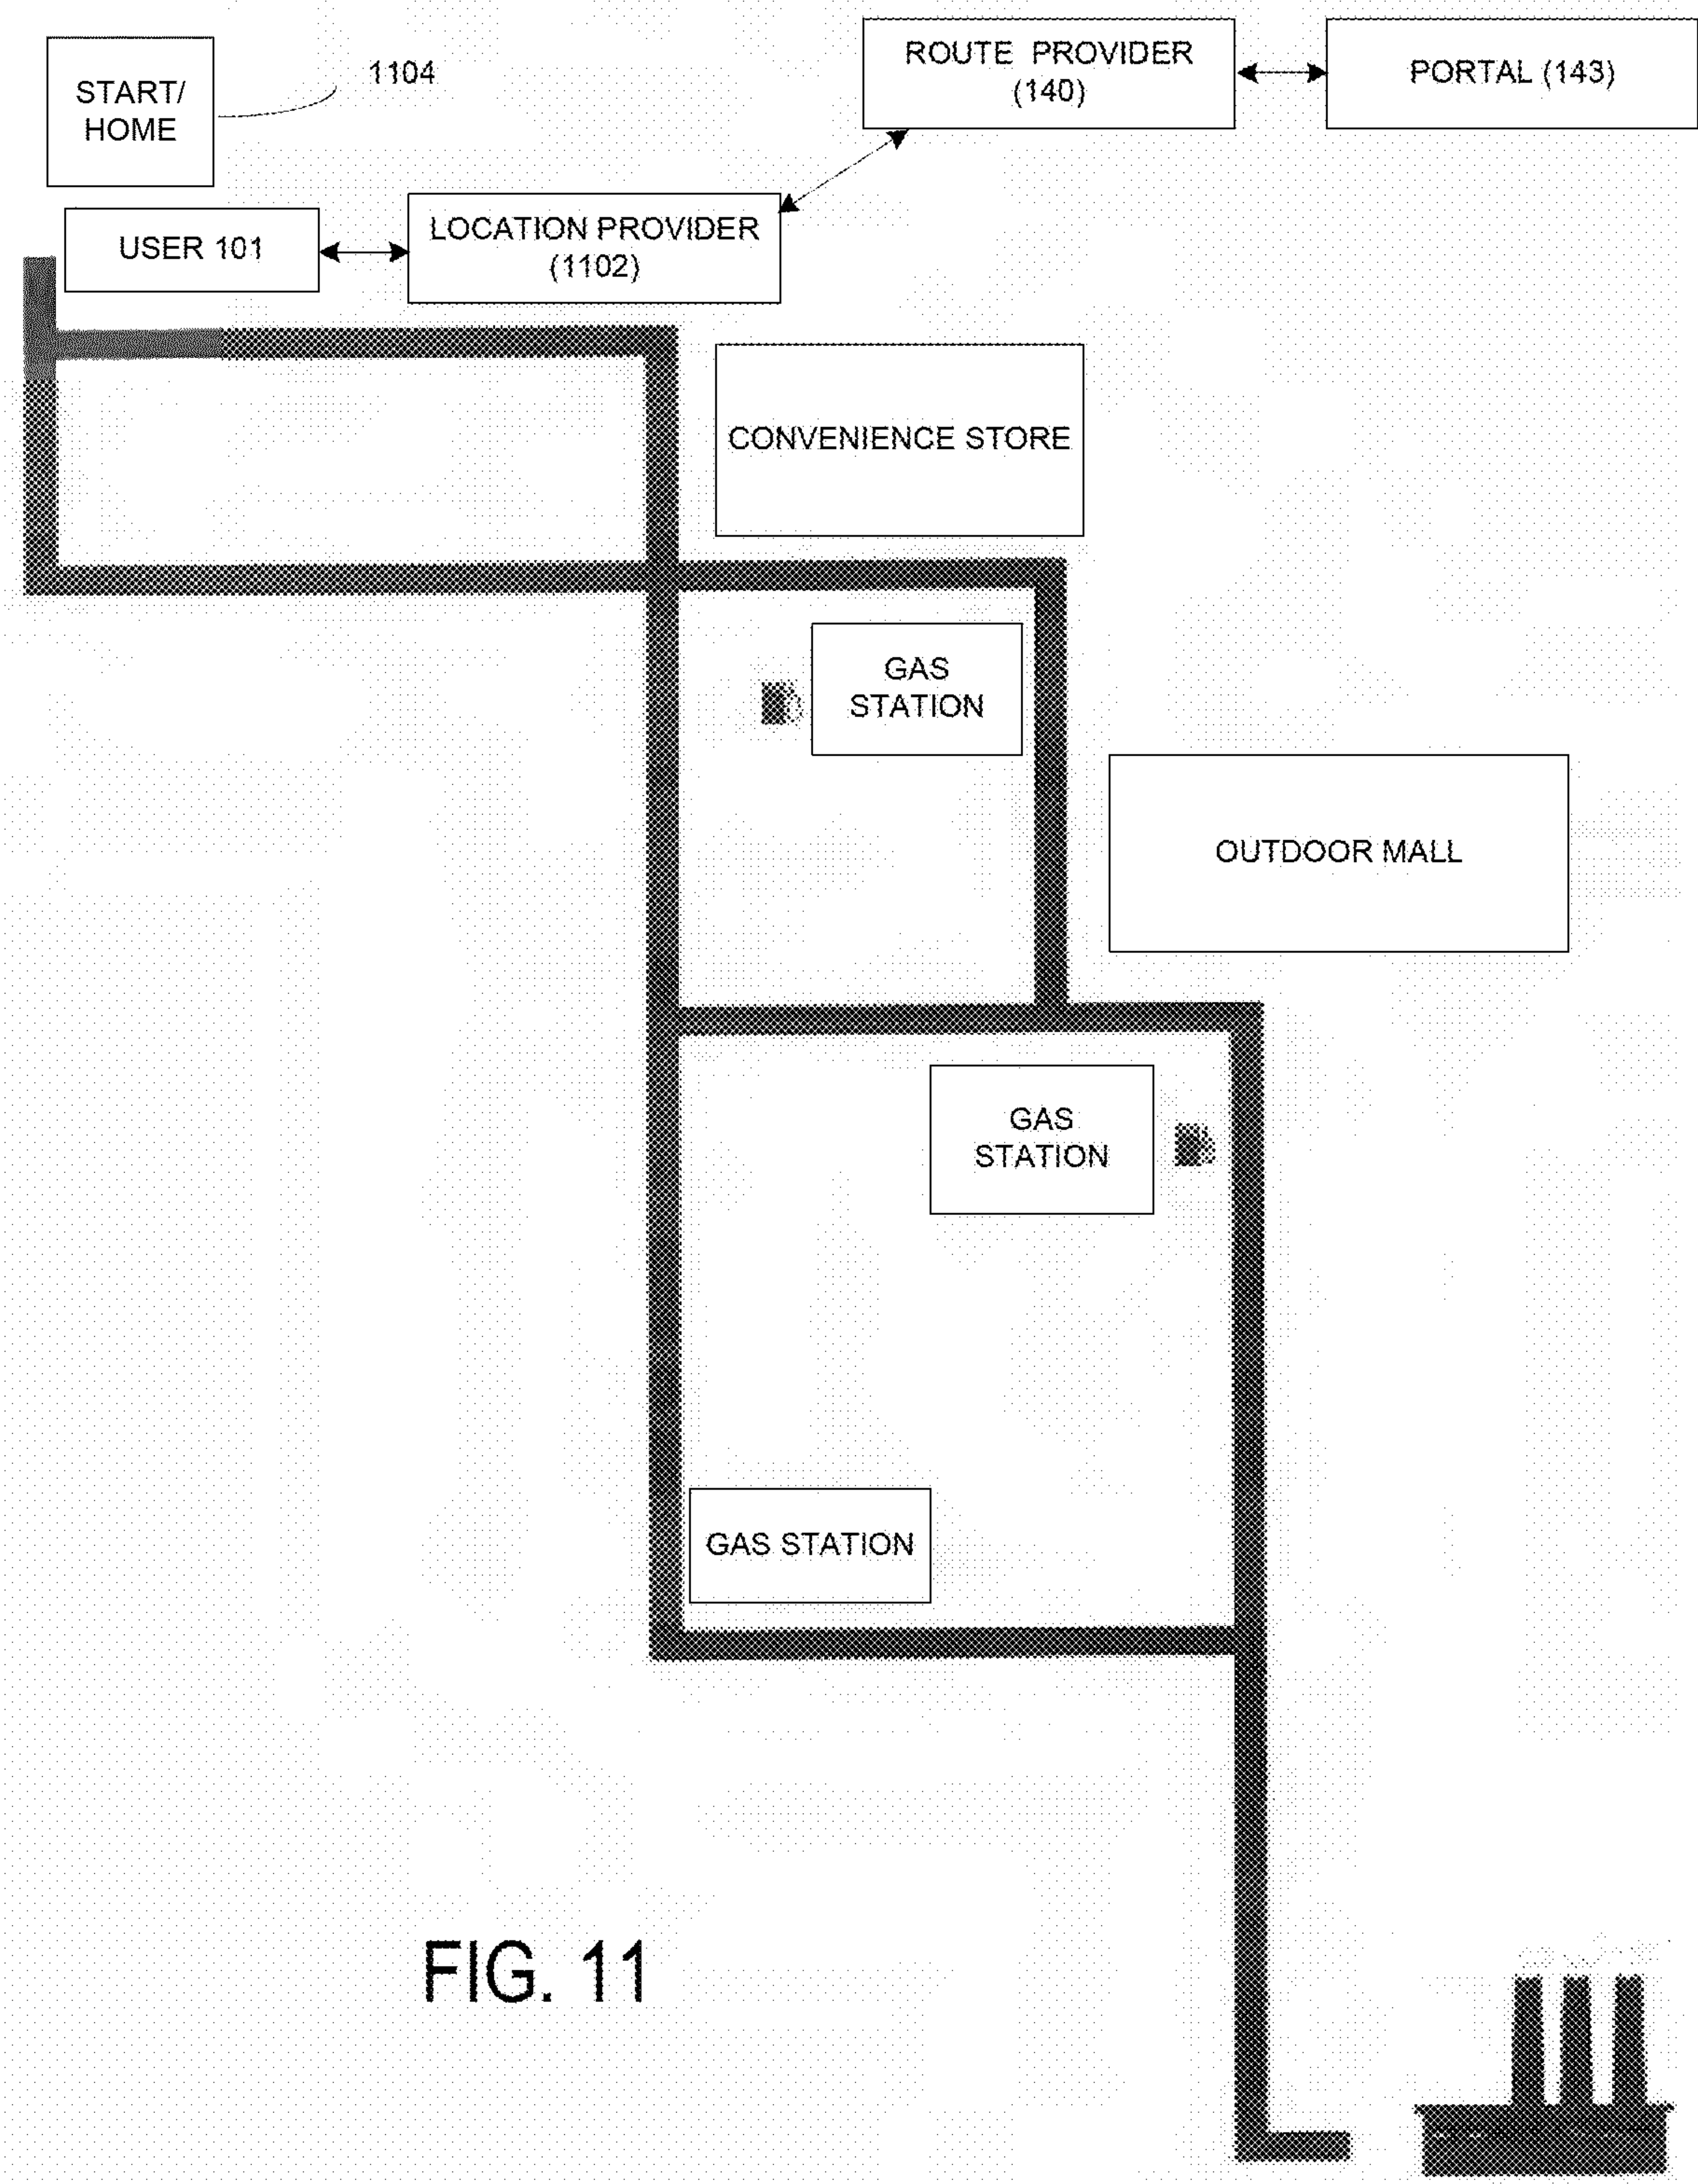 START/
HOME
1104
ROUTE PROVIDER
(140)
PORTAL (143)
USER 101
LOCATION PROVIDER
(1102)
CONVENIENCE STORE
GAS
STATION
OUTDOOR MALL
GAS
STATION
GAS STATION
FIG. 11